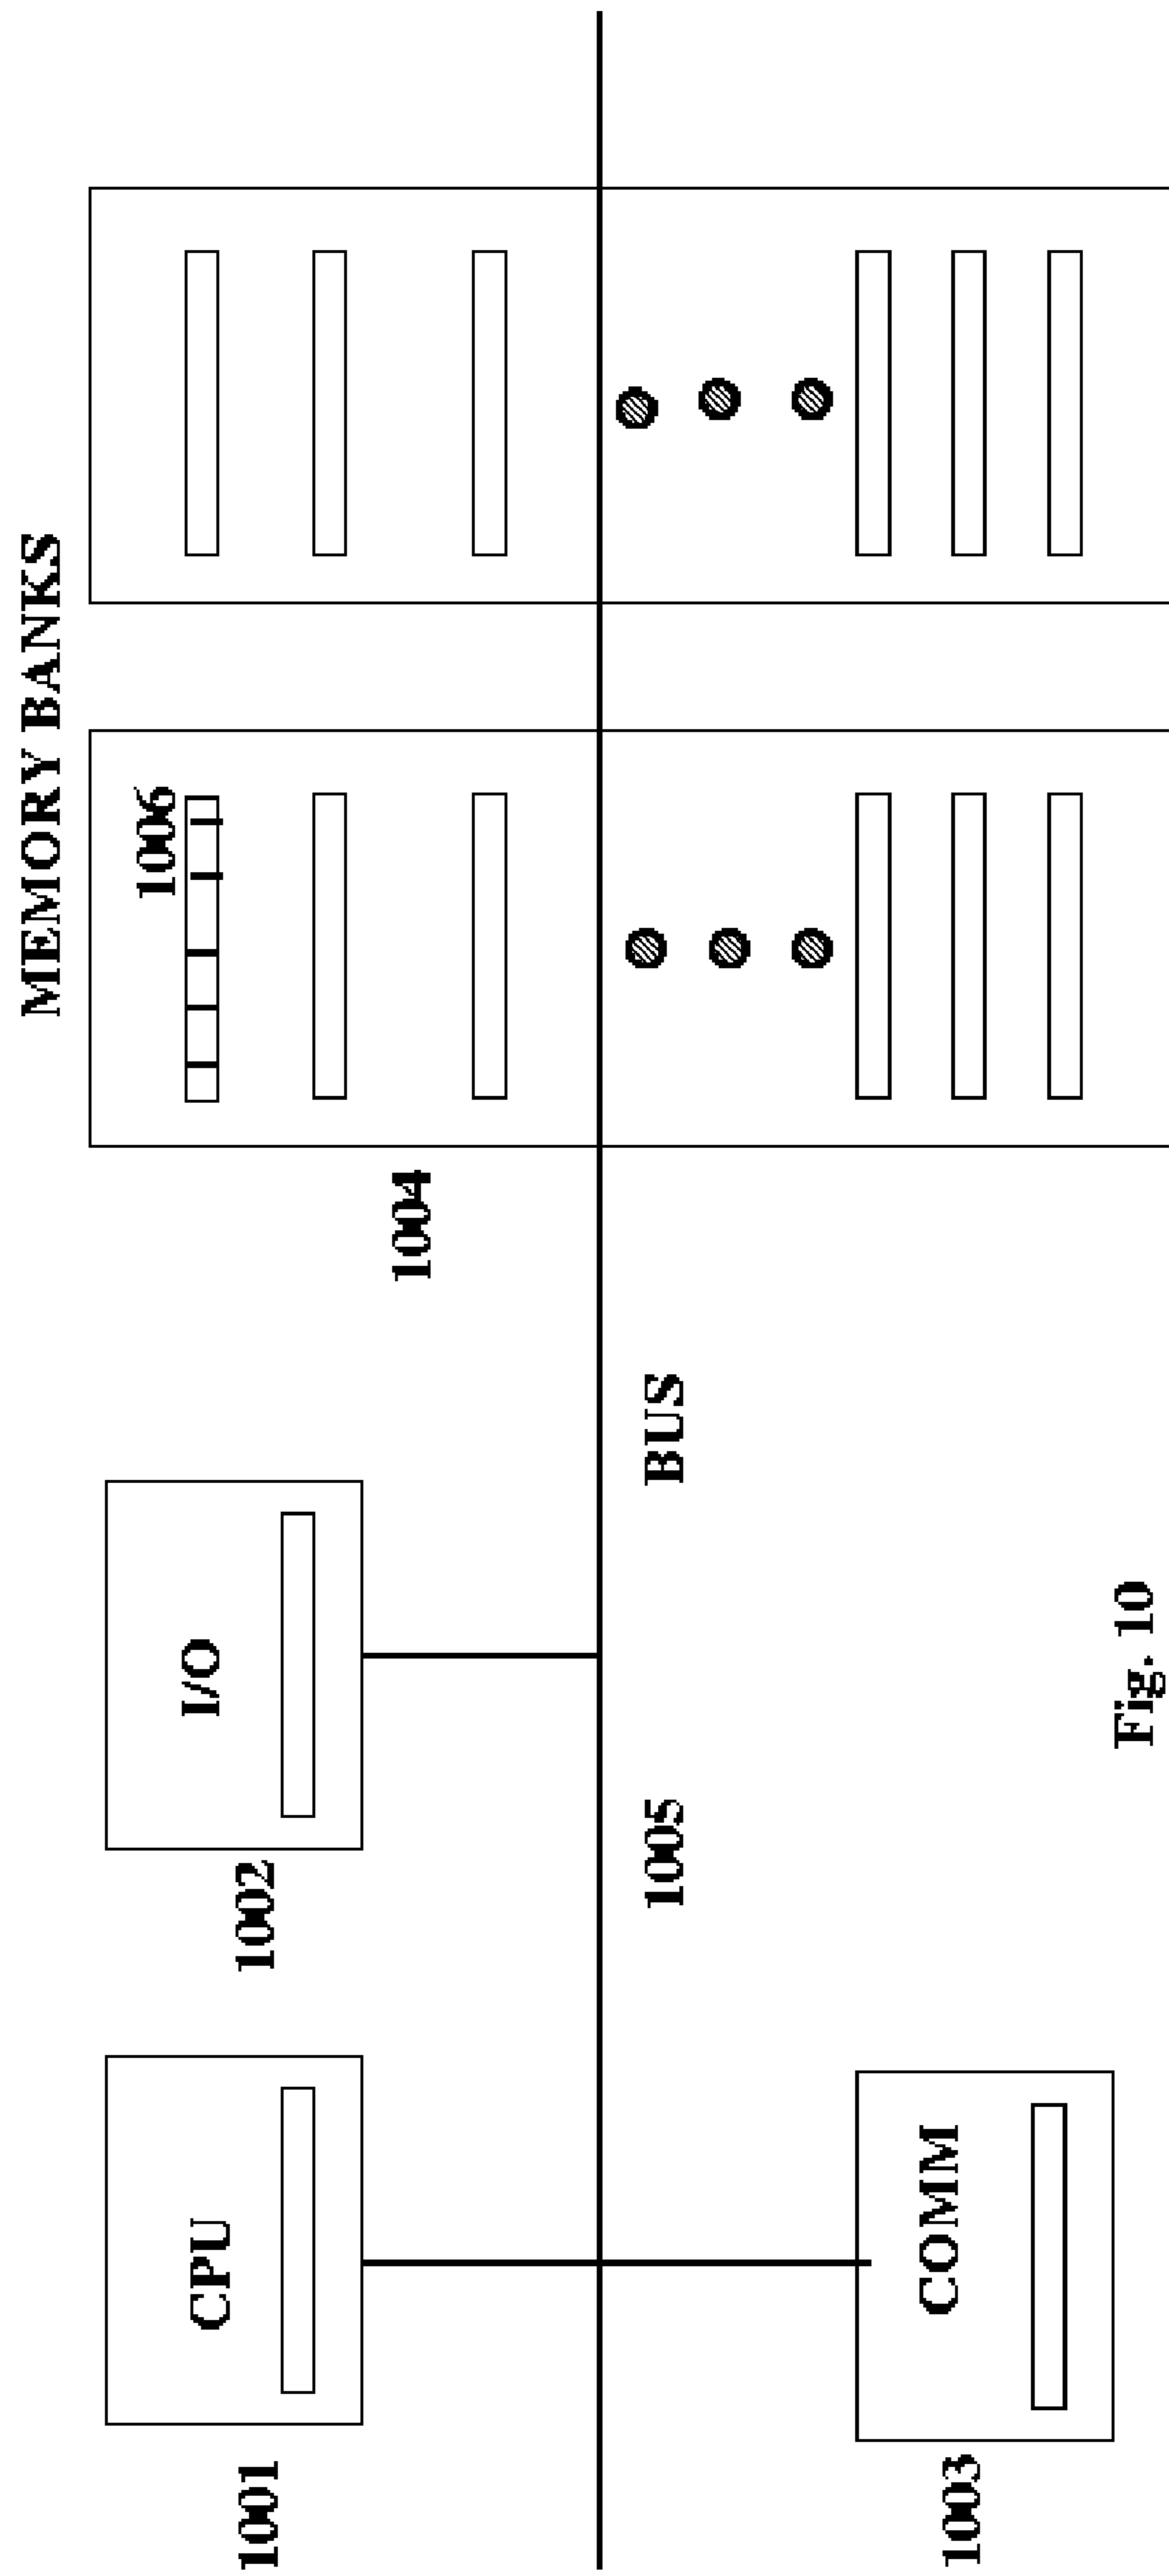 MEMORY BANKS
1006
1004
CPU
I/O
1001
1002
BUS
1005
COMM
1003
Fig. 10